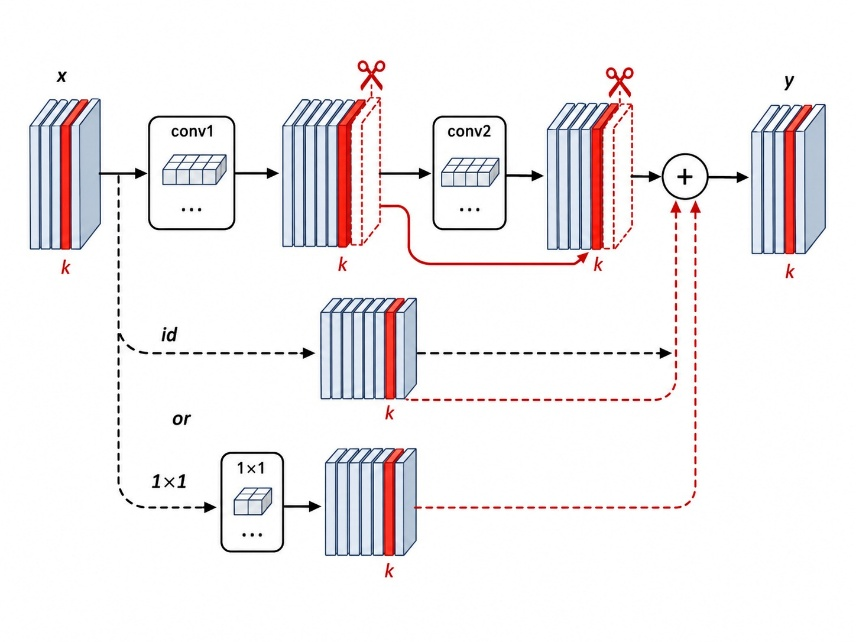 x
y
conv1
...
conv2
...
+
k
k
k
k
id
k
or
1×1
1×1
...
k